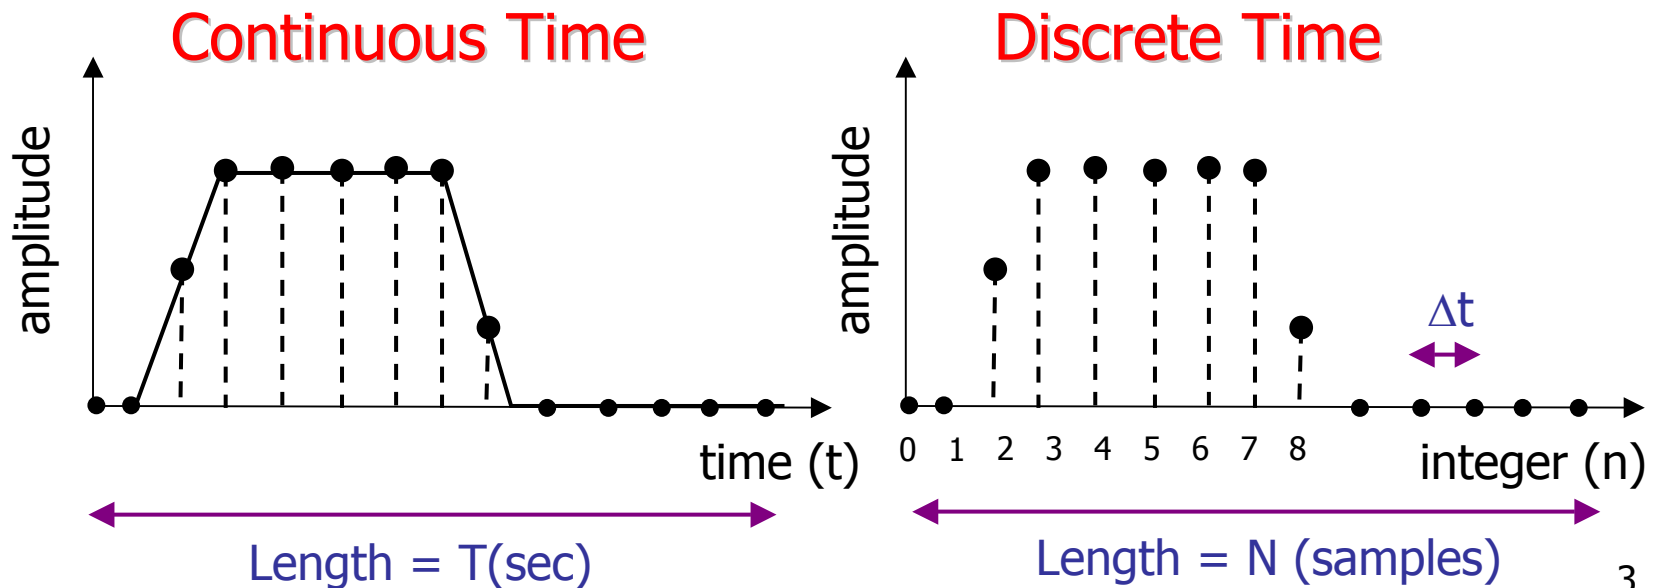 Continuous Time
amplitude
time (t)
Length = T(sec)
Discrete Time
amplitude
Δt
0 1 2 3 4 5 6 7 8
integer (n)
Length = N (samples)
3